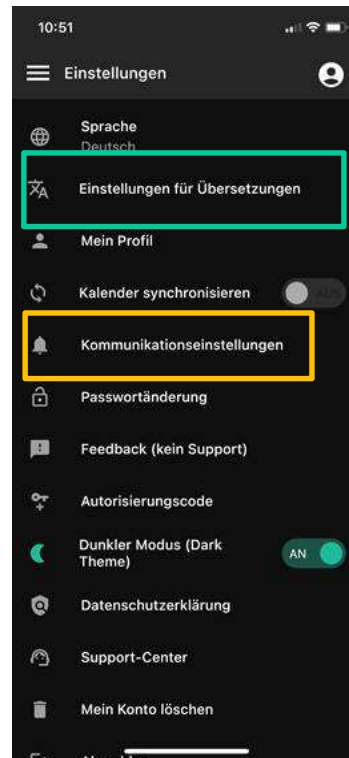 10:51
Einstellungen
Sprache
Deutsch
Einstellungen für Übersetzungen
Mein Profil
Kalender synchronisieren
AUS
Kommunikationseinstellungen
Passwortänderung
Feedback (kein Support)
Autorisierungscode
Dunkler Modus (Dark
Theme)
AN
Datenschutzerklärung
Support-Center
Mein Konto löschen